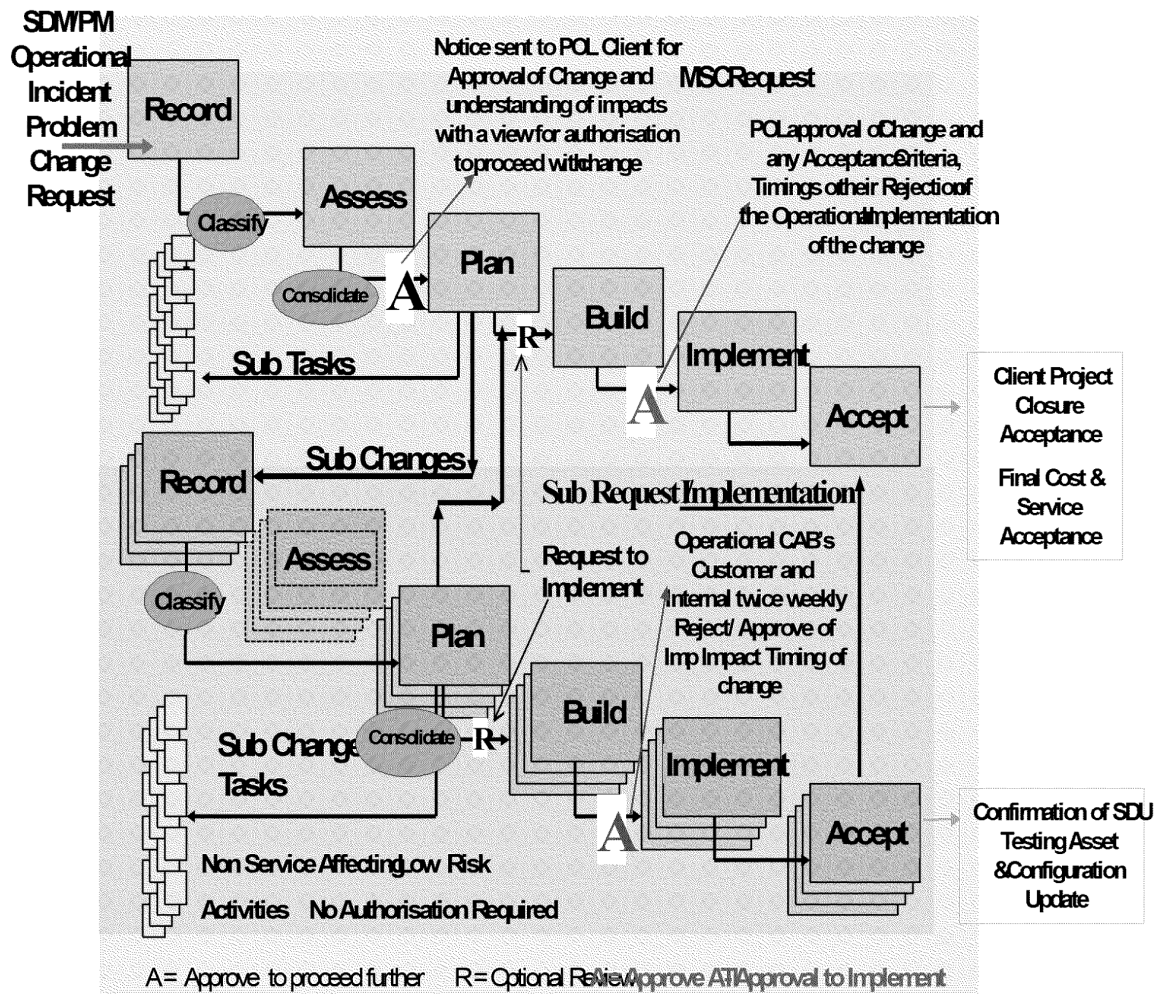 SDM/PM
Operational
Incident
Problem
Change
Request
Record
Classify
Assess
Consolidate
A
Notice sent to POL Client for
Approval of Change and
understanding of impacts
with a view for authorisation
to proceed with change
MSC Request
POL approval of Change and
any Acceptance Criteria,
Timings or their Rejection of
the Operational Implementation
of the change
Plan
R
Build
A
Implement
Accept
Client Project
Closure
Acceptance
Final Cost &
Service
Acceptance
Sub Tasks
Sub Changes
Record
Classify
Assess
Plan
Sub Request Implementation
Request to
Implement
Operational CAB's
Customer and
Internal twice weekly
Reject/ Approve of
Imp Impact Timing of
change
Consolidate
R
Build
A
Implement
Accept
Confirmation of SDU
Testing Asset
& Configuration
Update
Sub Change
Tasks
Non Service Affecting Low Risk
Activities No Authorisation Required
A = Approve to proceed further R = Optional Review Approve ATI Approval to Implement